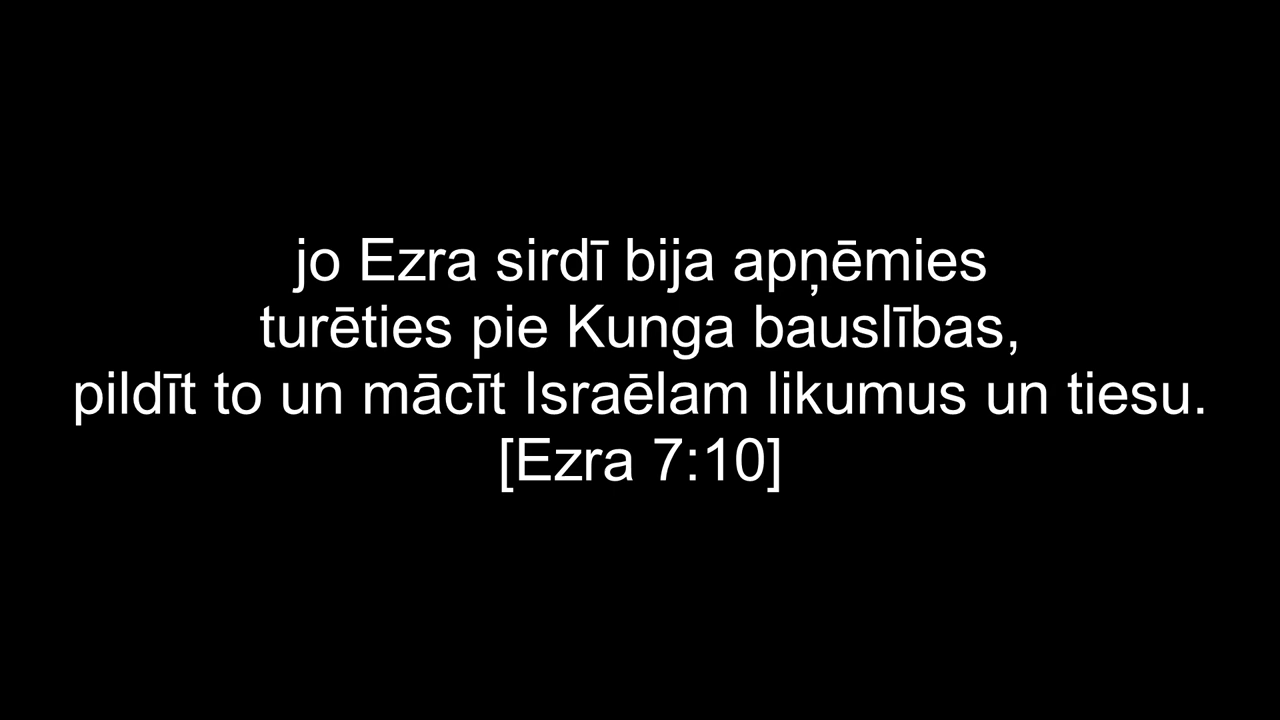 jo Ezra sirdī bija apņēmies
turēties pie Kunga bauslības,
pildīt to un mācīt Israēlam likumus un tiesu.
[Ezra 7:10]